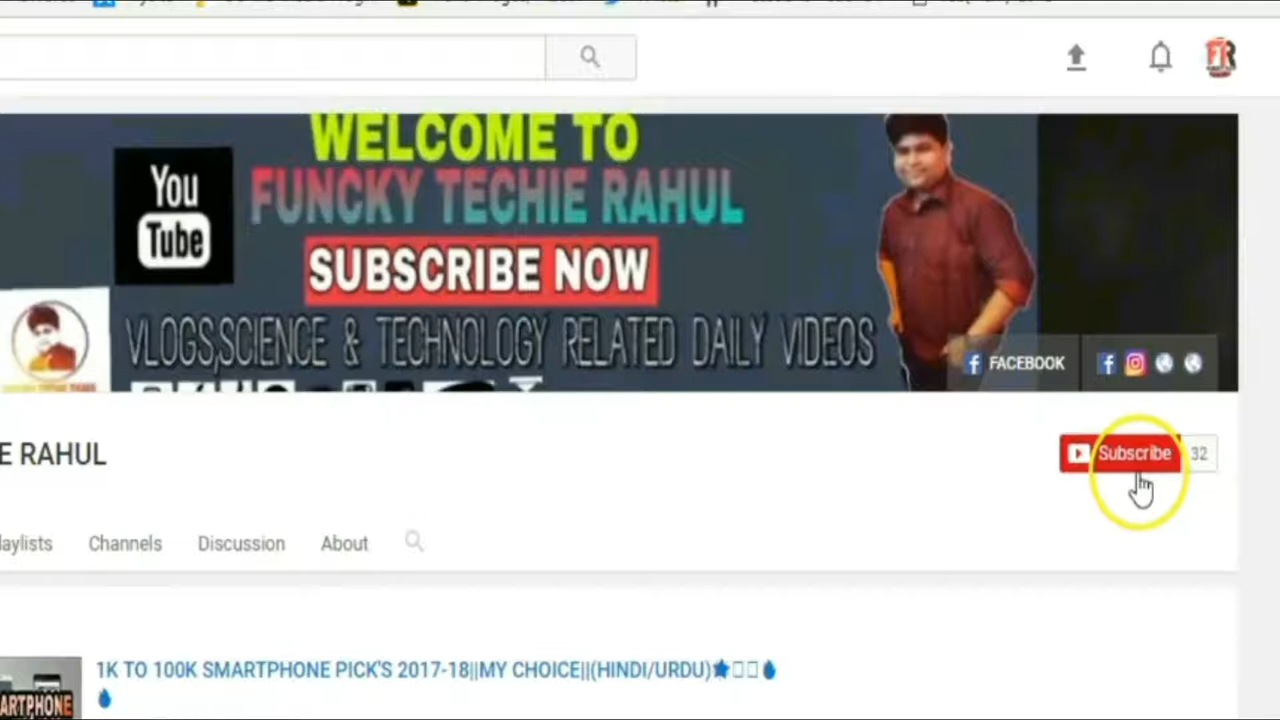 WELCOME TO
You
Tube
FUNCKY TECHIE RAHUL
SUBSCRIBE NOW
VLOGS,SCIENCE & TECHNOLOGY RELATED DAILY VIDEOS
FACEBOOK
E RAHUL
Subscribe 32
laylists Channels Discussion About
1K TO 100K SMARTPHONE PICK'S 2017-18||MY CHOICE||(HINDI/URDU)
ARTPHONE